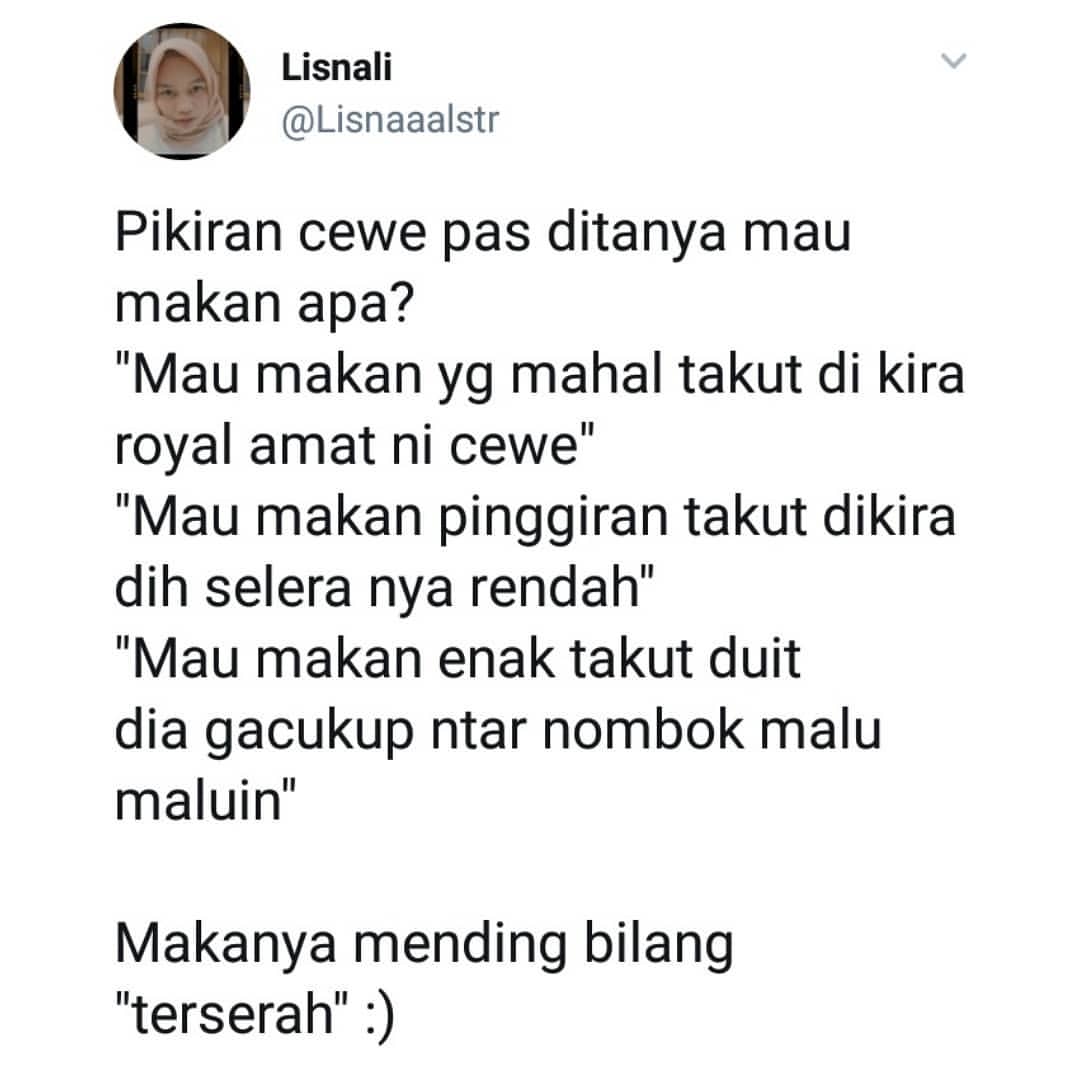 Lisnali
@Lisnaaalstr
Pikiran cewe pas ditanya mau
makan apa?
"Mau makan yg mahal takut di kira
royal amat ni cewe"
"Mau makan pinggiran takut dikira
dih selera nya rendah"
"Mau makan enak takut duit
dia gacukup ntar nombok malu
maluin"
Makanya mending bilang
"terserah" :)